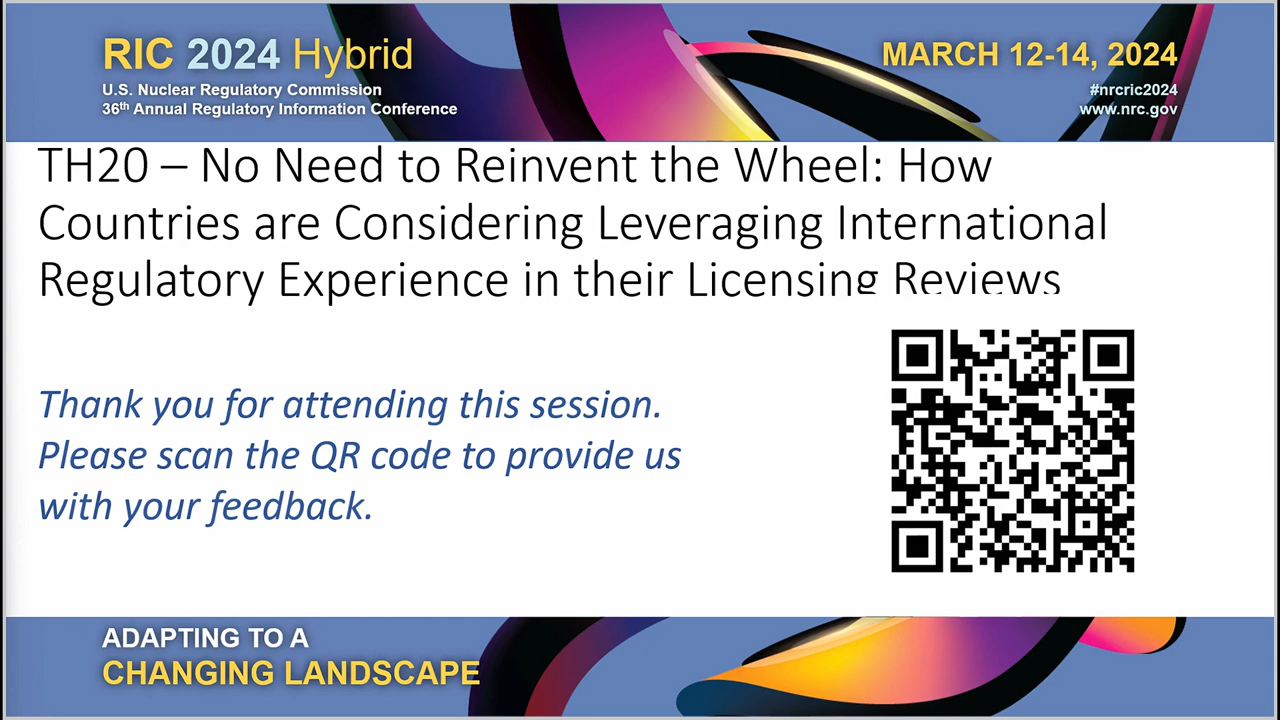 RIC 2024 Hybrid
MARCH 12-14, 2024
U.S. Nuclear Regulatory Commission
36th Annual Regulatory Information Conference
#nrcric2024
www.nrc.gov
TH20 – No Need to Reinvent the Wheel: How
Countries are Considering Leveraging International
Regulatory Experience in their Licensing Reviews
Thank you for attending this session.
Please scan the QR code to provide us
with your feedback.
ADAPTING TO A
CHANGING LANDSCAPE